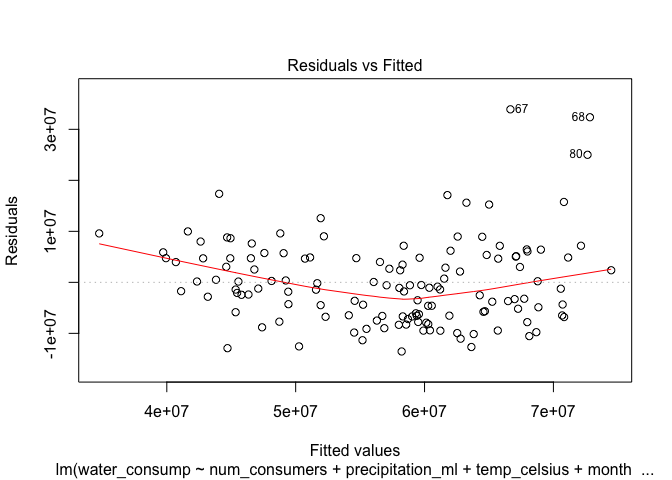 Residuals vs Fitted
Residuals
3e+07
1e+07
-1e+07
67
68
80
4e+07 5e+07 6e+07 7e+07
Fitted values
lm(water_consump ~ num_consumers + precipitation_ml + temp_celsius + month ...